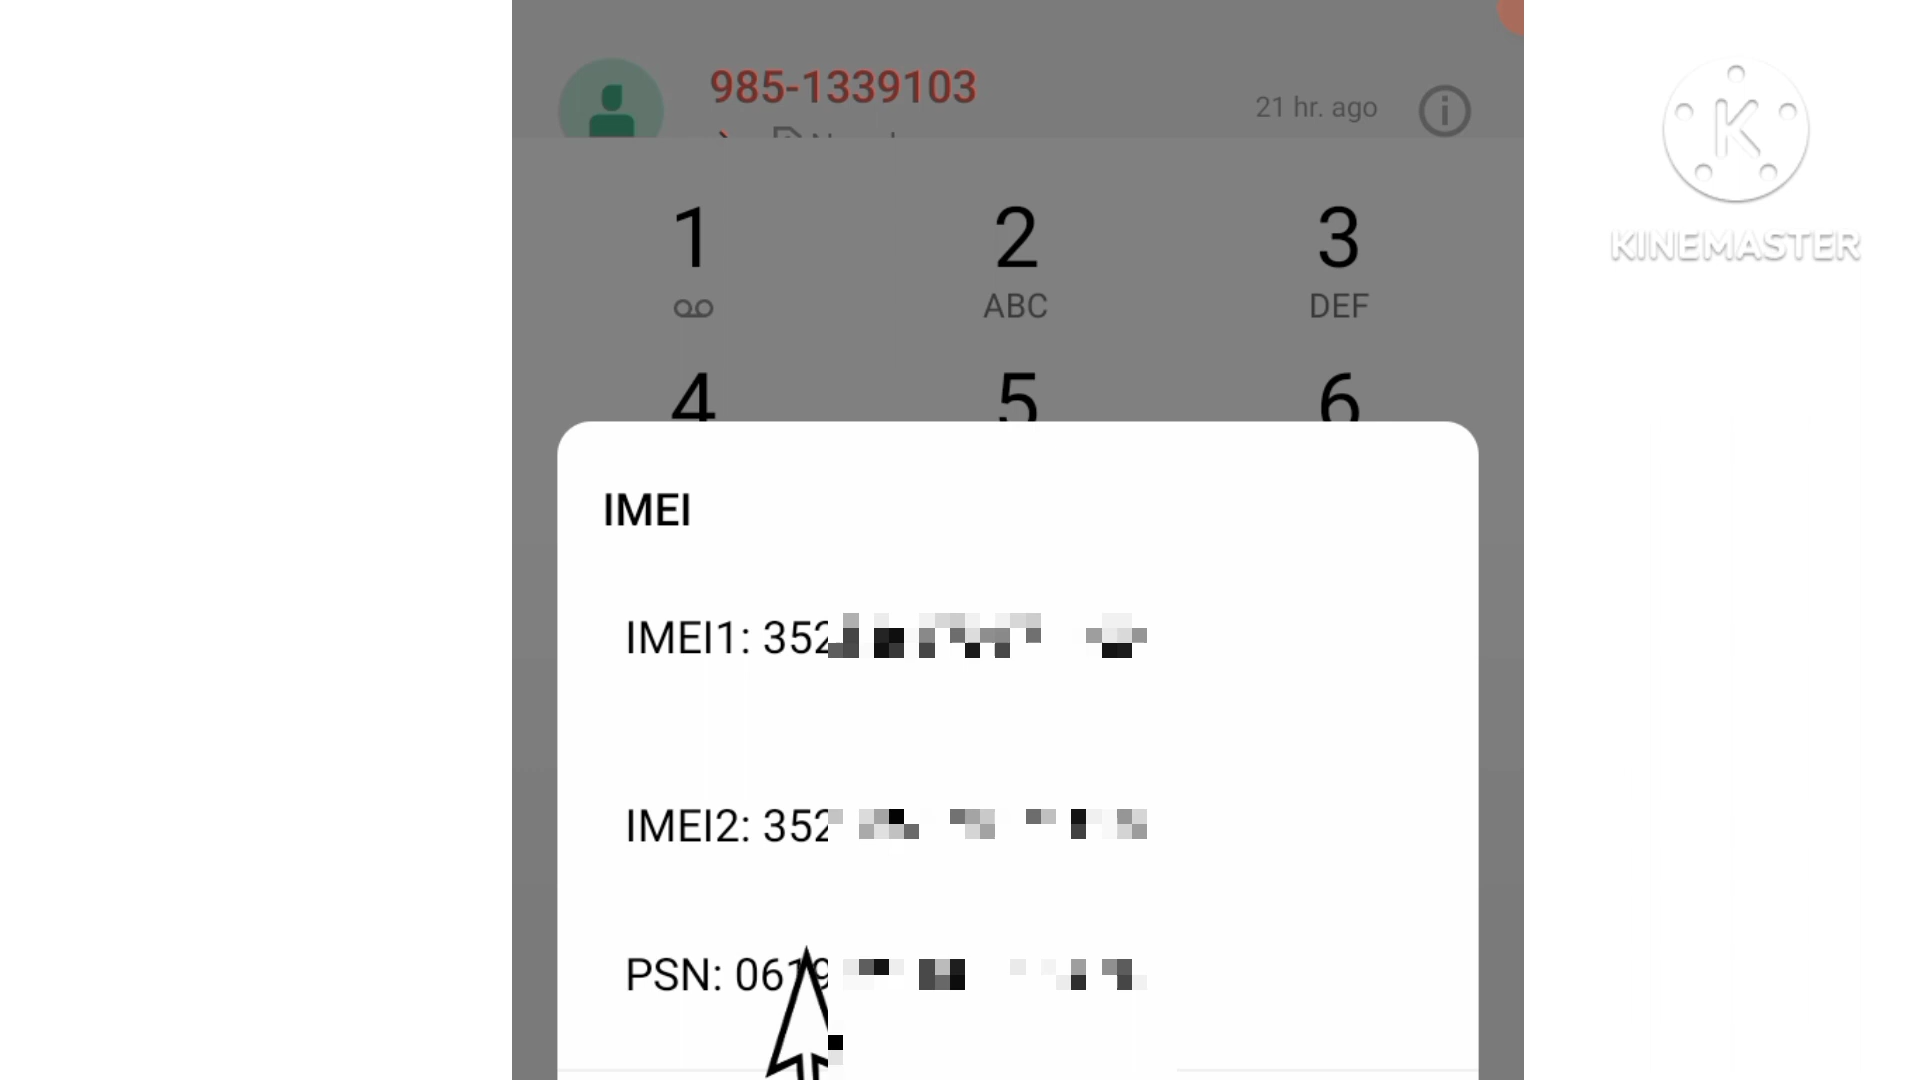 985-1339103
21 hr. ago
1 2 3
ABC DEF
4 5 6
IMEI
IMEI1: 352
IMEI2: 352
PSN: 0619
K
KINEMASTER